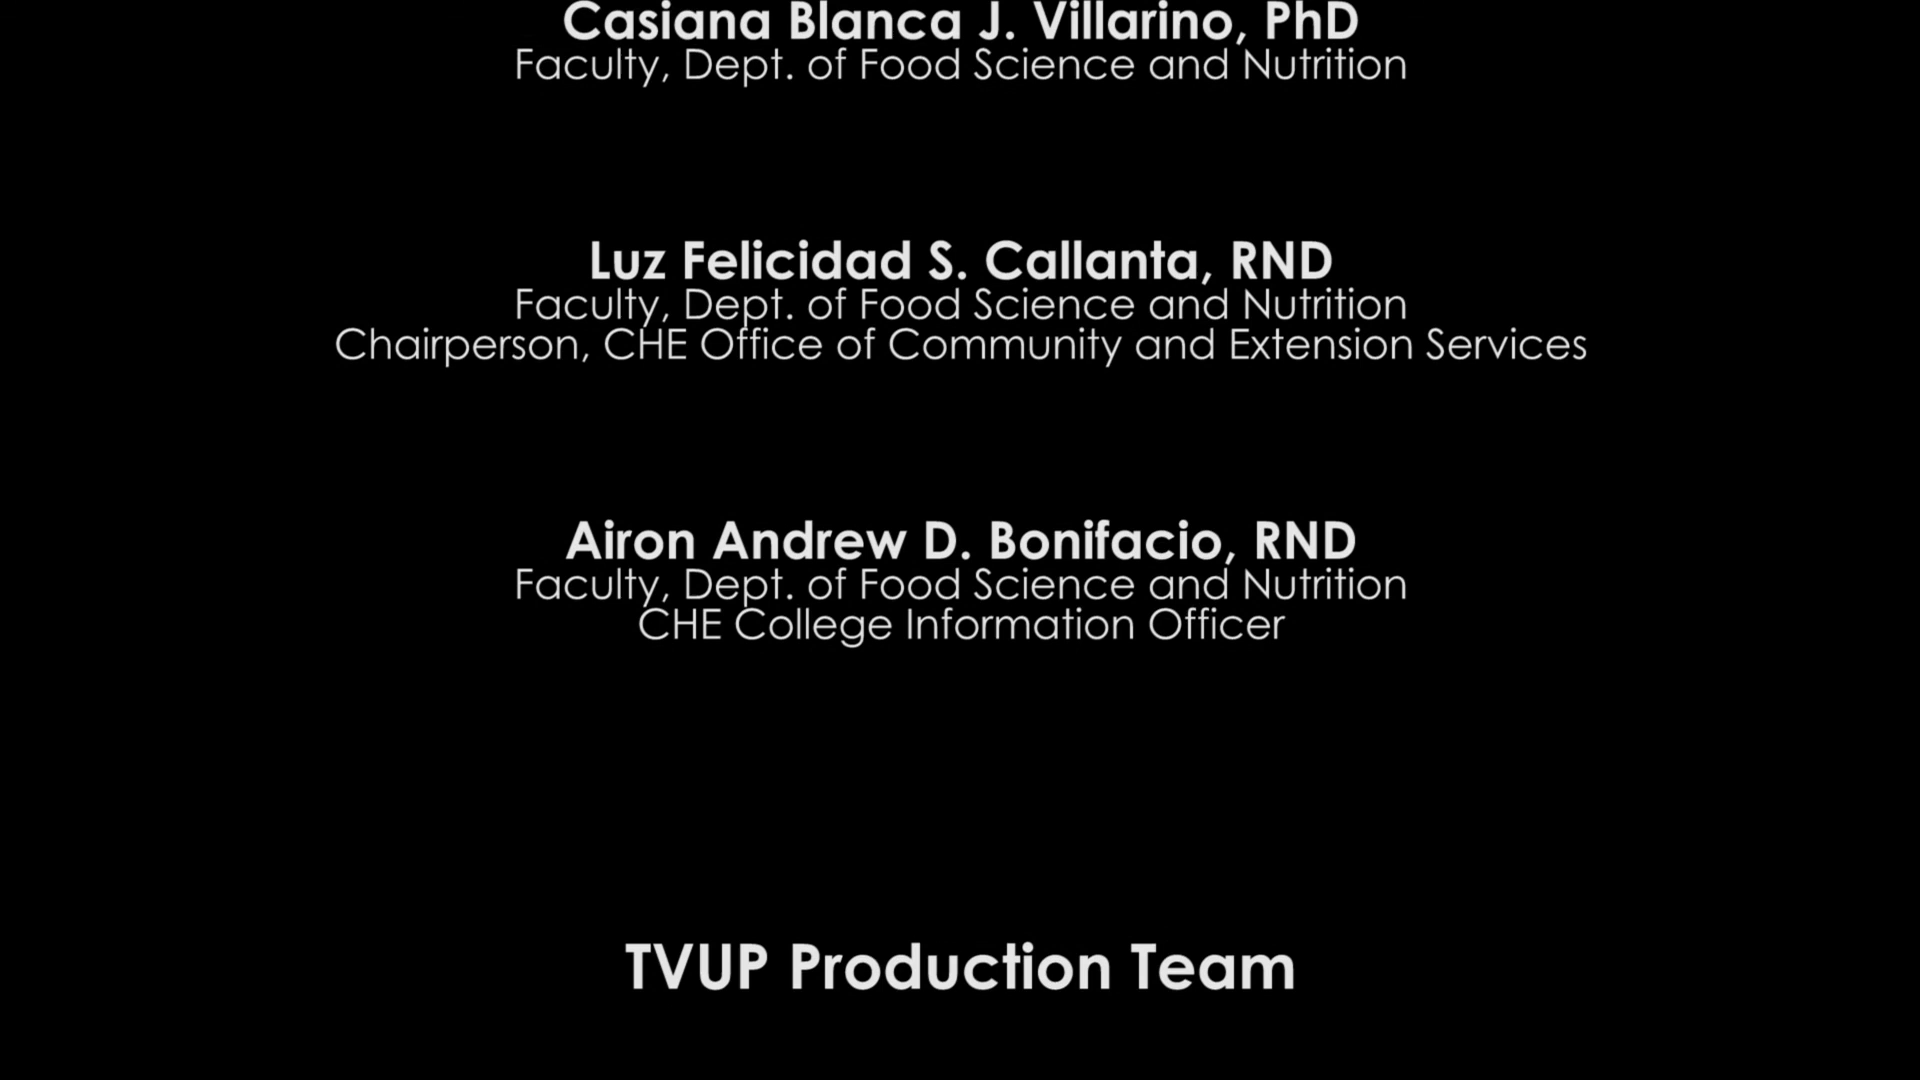 Casiana Blanca J. Villarino, PhD
Faculty, Dept. of Food Science and Nutrition
Luz Felicidad S. Callanta, RND
Faculty, Dept. of Food Science and Nutrition
Chairperson, CHE Office of Community and Extension Services
Airon Andrew D. Bonifacio, RND
Faculty, Dept. of Food Science and Nutrition
CHE College Information Officer
TVUP Production Team